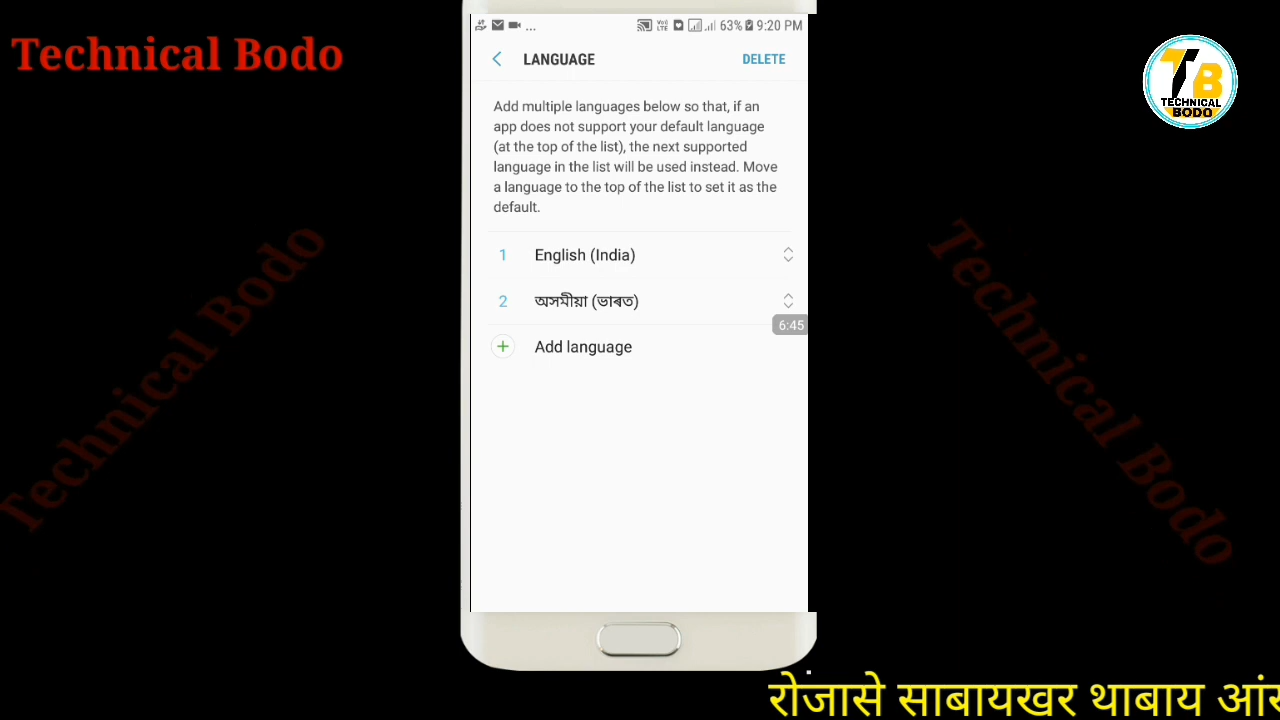 Technical Bodo
... 63% 9:20 PM
LANGUAGE
DELETE
TB
TECHNICAL
BODO
Add multiple languages below so that, if an
app does not support your default language
(at the top of the list), the next supported
language in the list will be used instead. Move
a language to the top of the list to set it as the
default.
1 English (India)
2 অসমীয়া (ভাৰত)
6:45
+ Add language
Technical Bodo
Technical Bodo
रोजासे साबायखर थाबाय